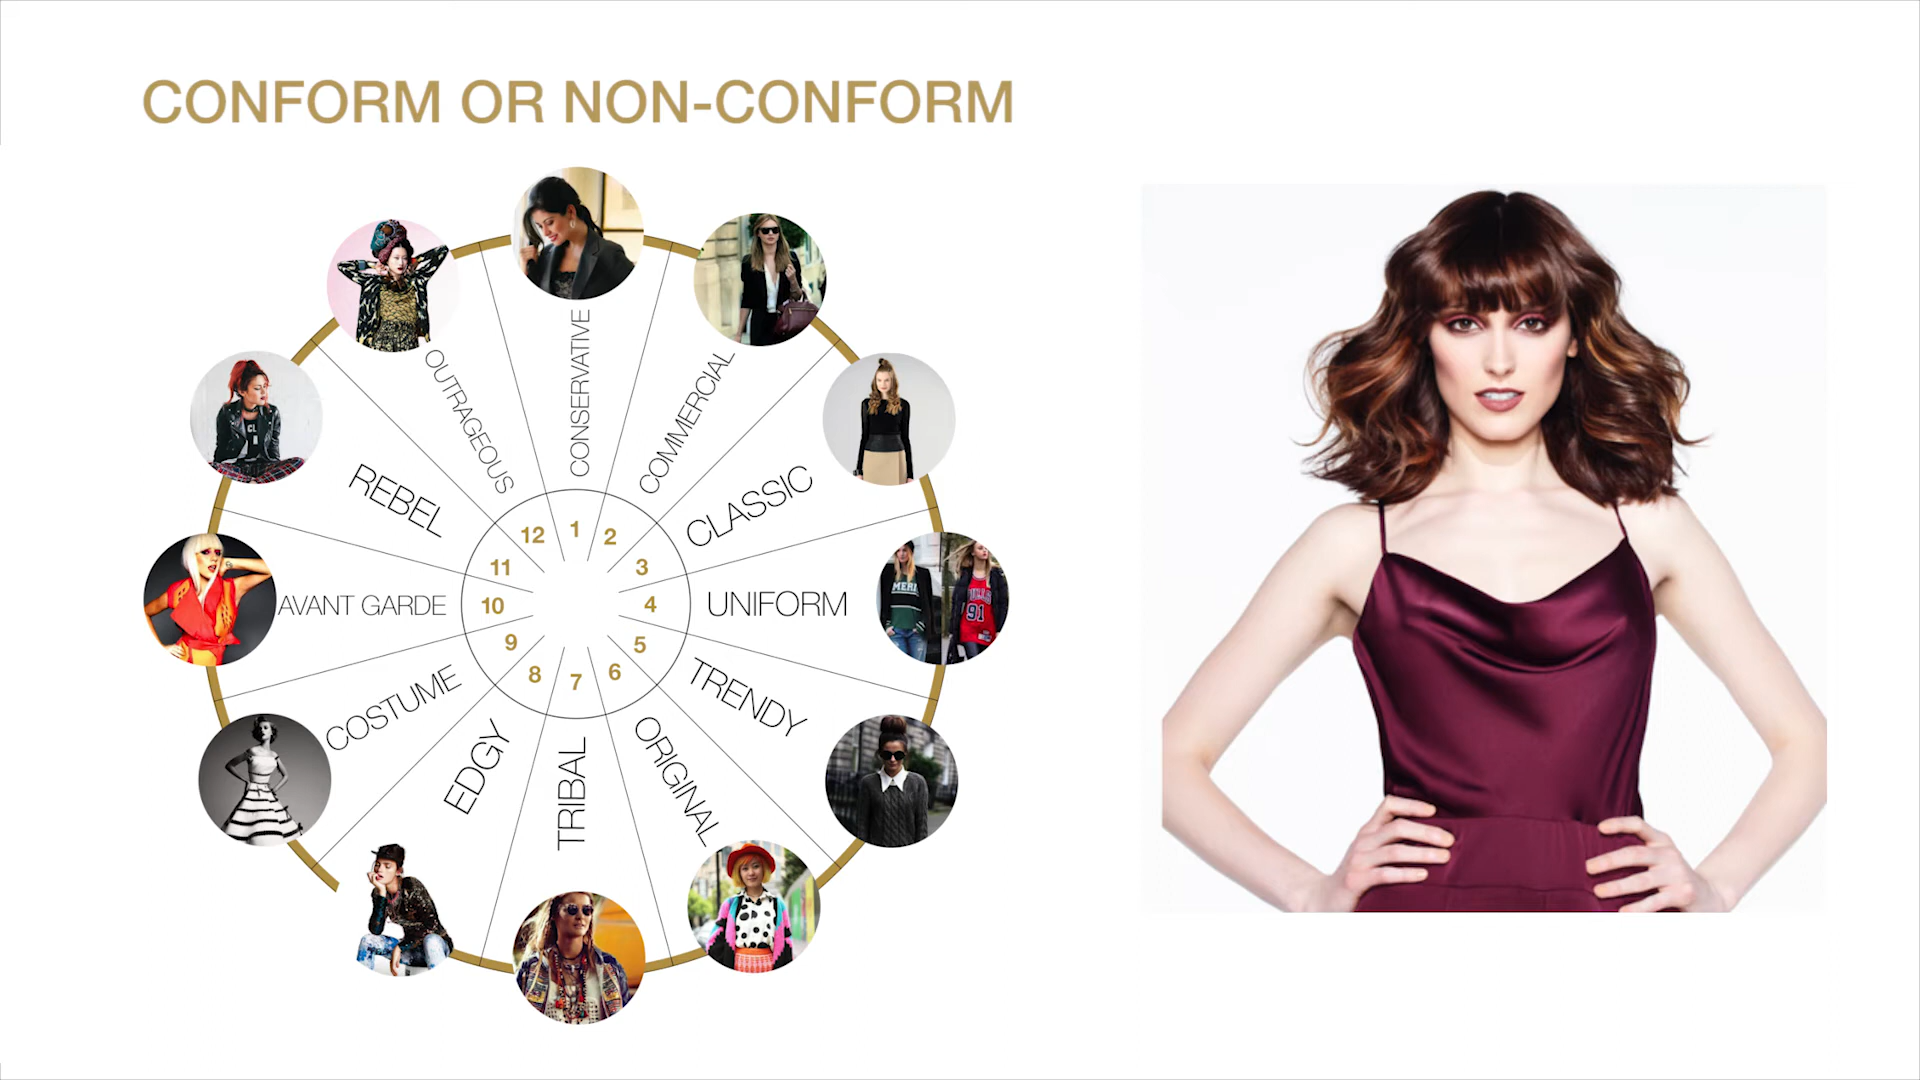 CONFORM OR NON-CONFORM
1
CONSERVATIVE
2
COMMERCIAL
3
CLASSIC
4
UNIFORM
5
TRENDY
6
ORIGINAL
7
TRIBAL
8
EDGY
9
COSTUME
10
AVANT GARDE
11
REBEL
12
OUTRAGEOUS
91